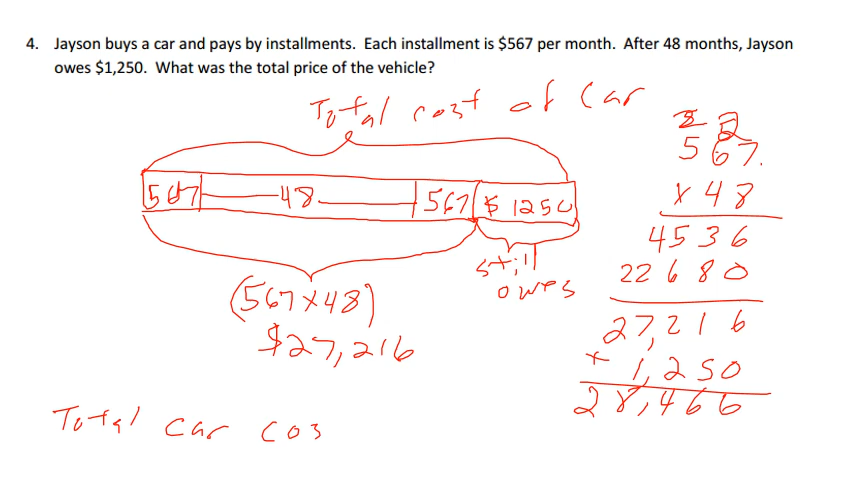 4. Jayson buys a car and pays by installments. Each installment is $567 per month. After 48 months, Jayson
owes $1,250. What was the total price of the vehicle?
Total cost of Car
567 48 567 $ 1250
still
owes
(567 x 48)
$27,216
567.
x 48
4536
22680
27,216
+ 1,250
28,466
Total car cos